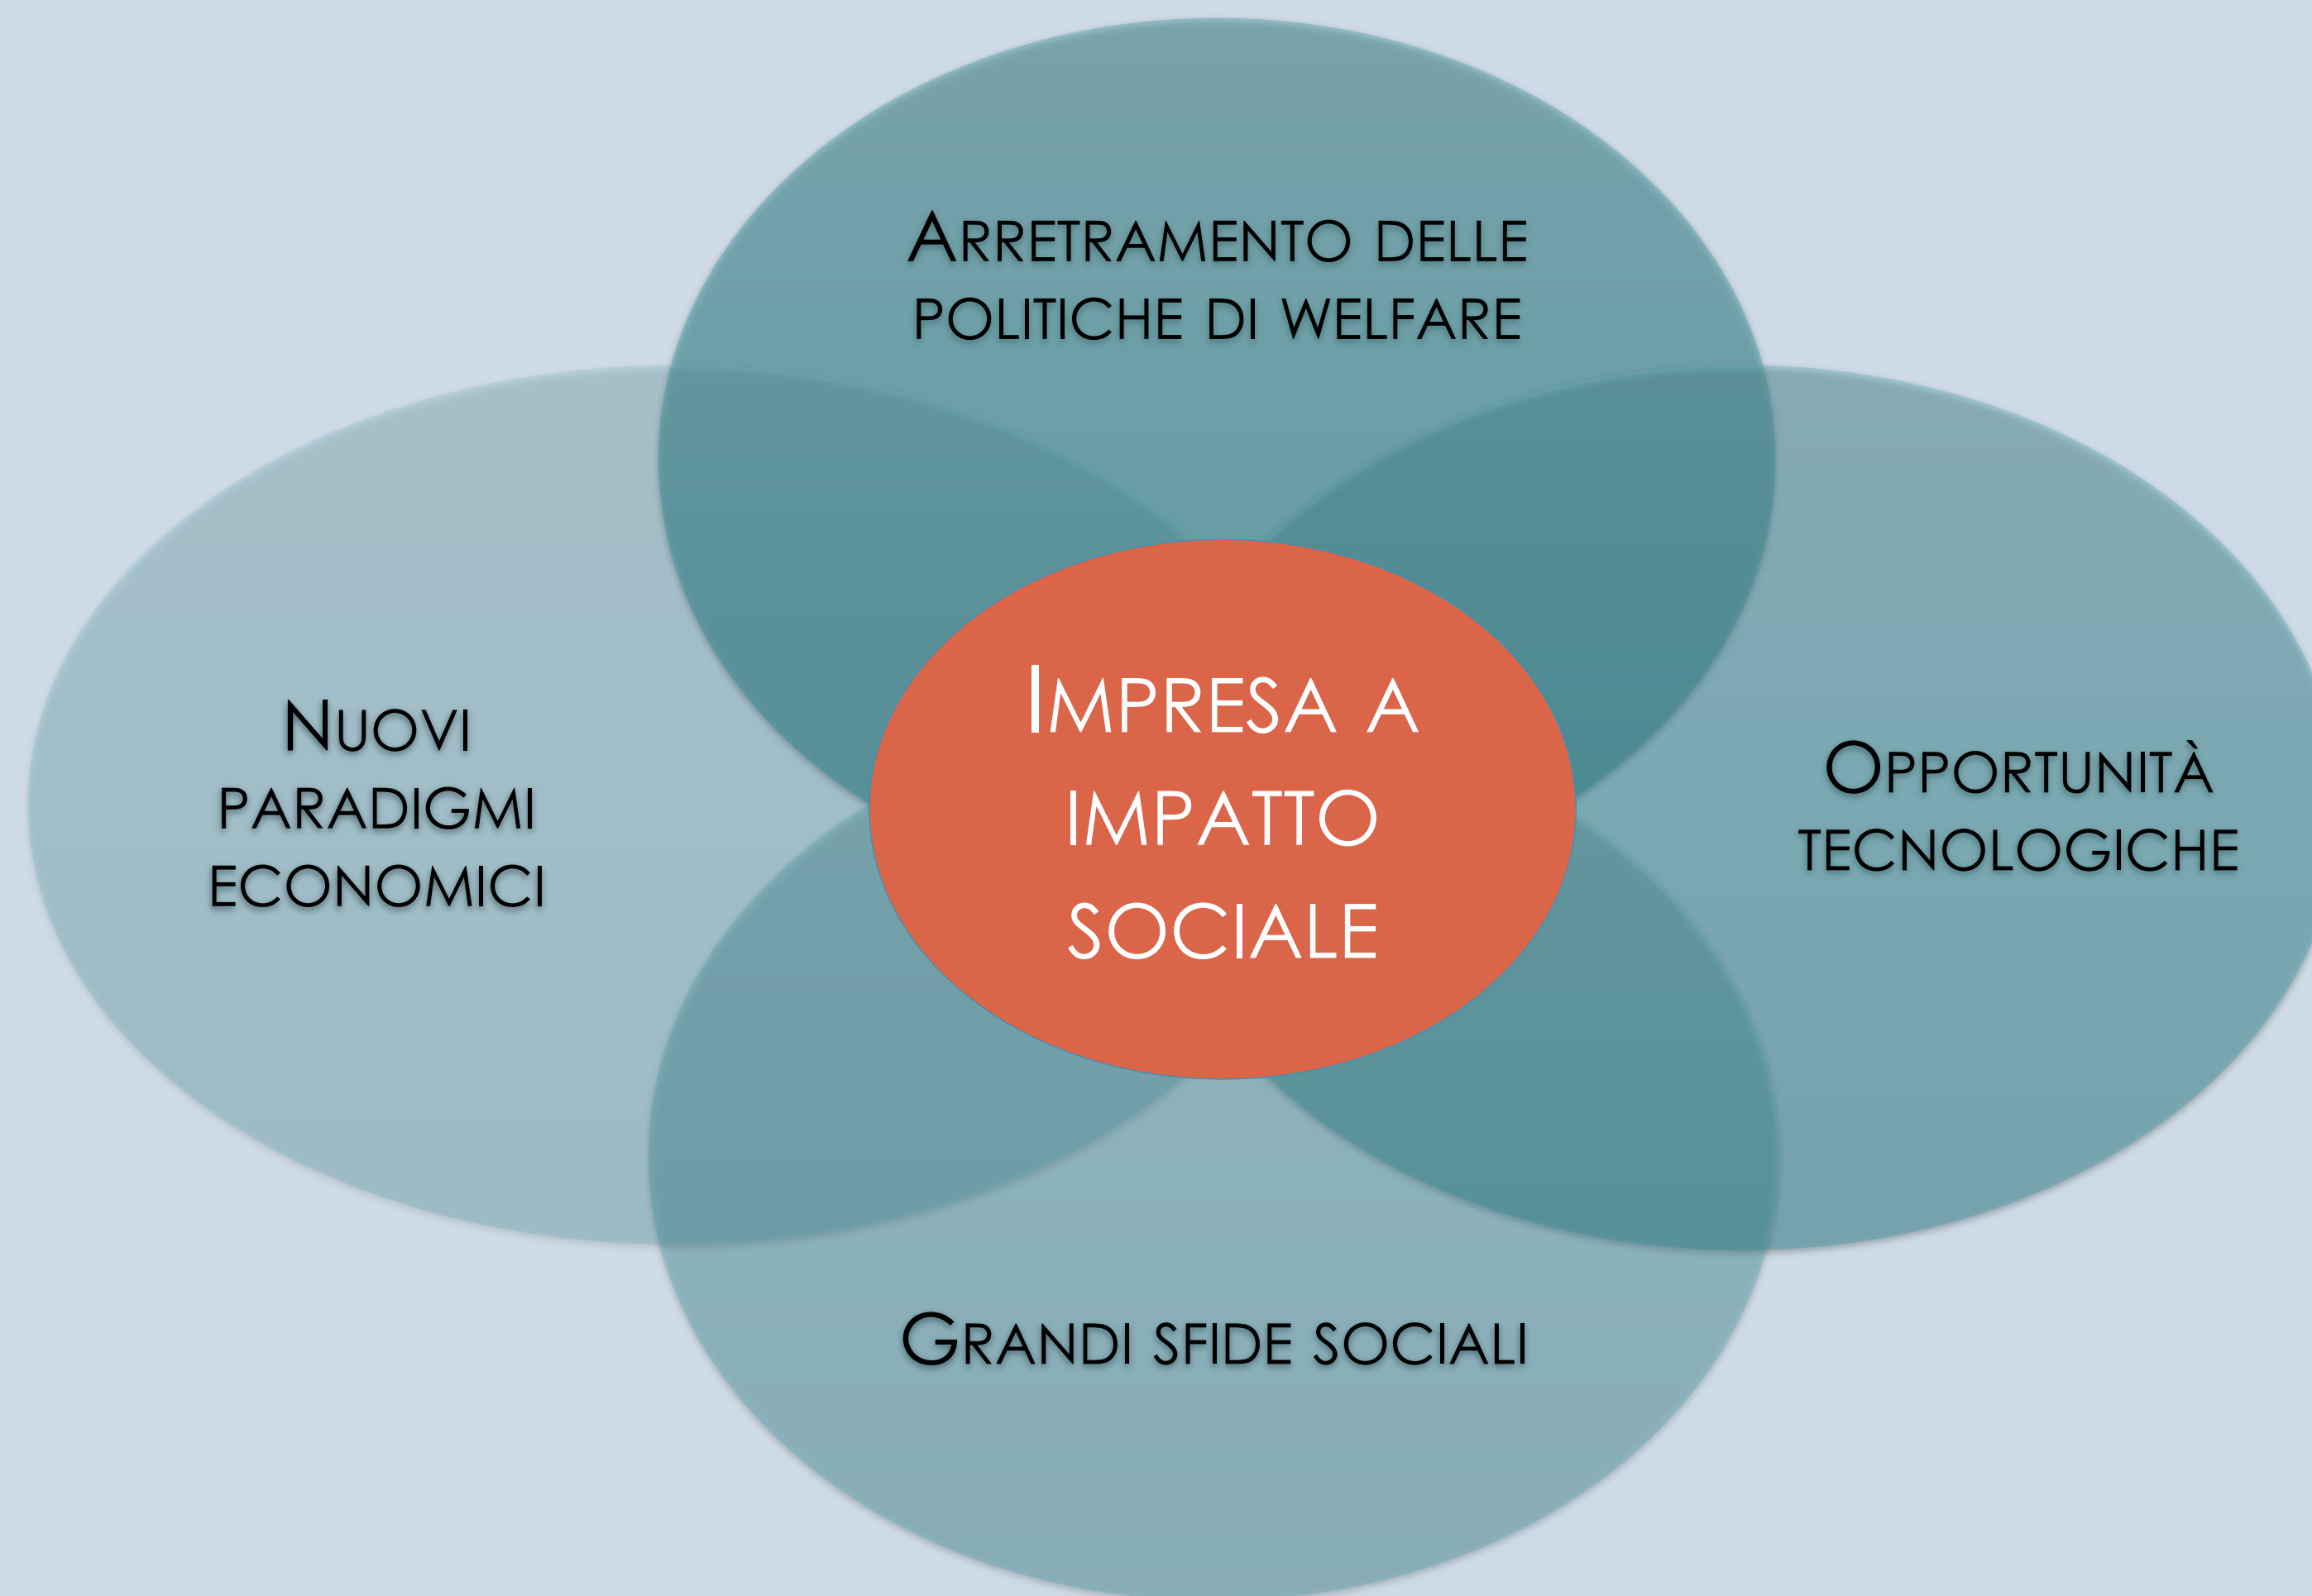 Arretramento delle
politiche di welfare
Nuovi
paradigmi
economici
Impresa a
impatto
sociale
Opportunità
tecnologiche
Grandi sfide sociali